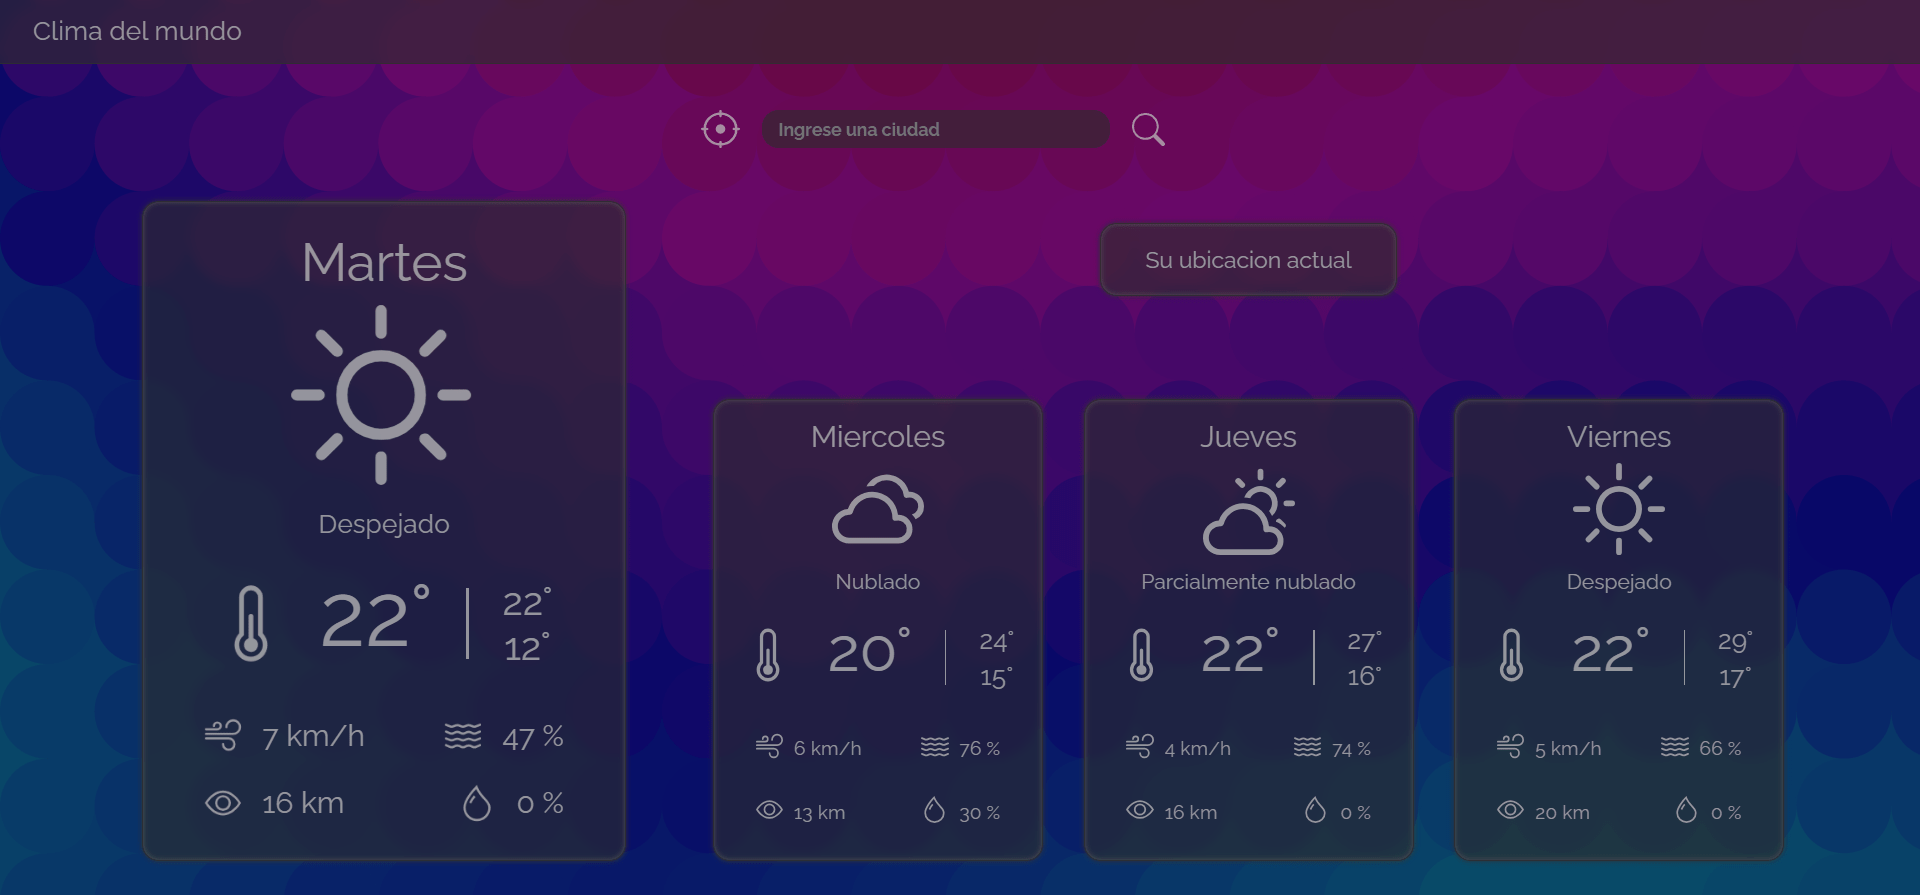 Clima del mundo
Ingrese una ciudad
Su ubicacion actual
Martes
Despejado
22°
22°
12°
7 km/h
47 %
16 km
0 %
Miercoles
Nublado
20°
24°
15°
6 km/h
76 %
13 km
30 %
Jueves
Parcialmente nublado
22°
27°
16°
4 km/h
74 %
16 km
0 %
Viernes
Despejado
22°
29°
17°
5 km/h
66 %
20 km
0 %